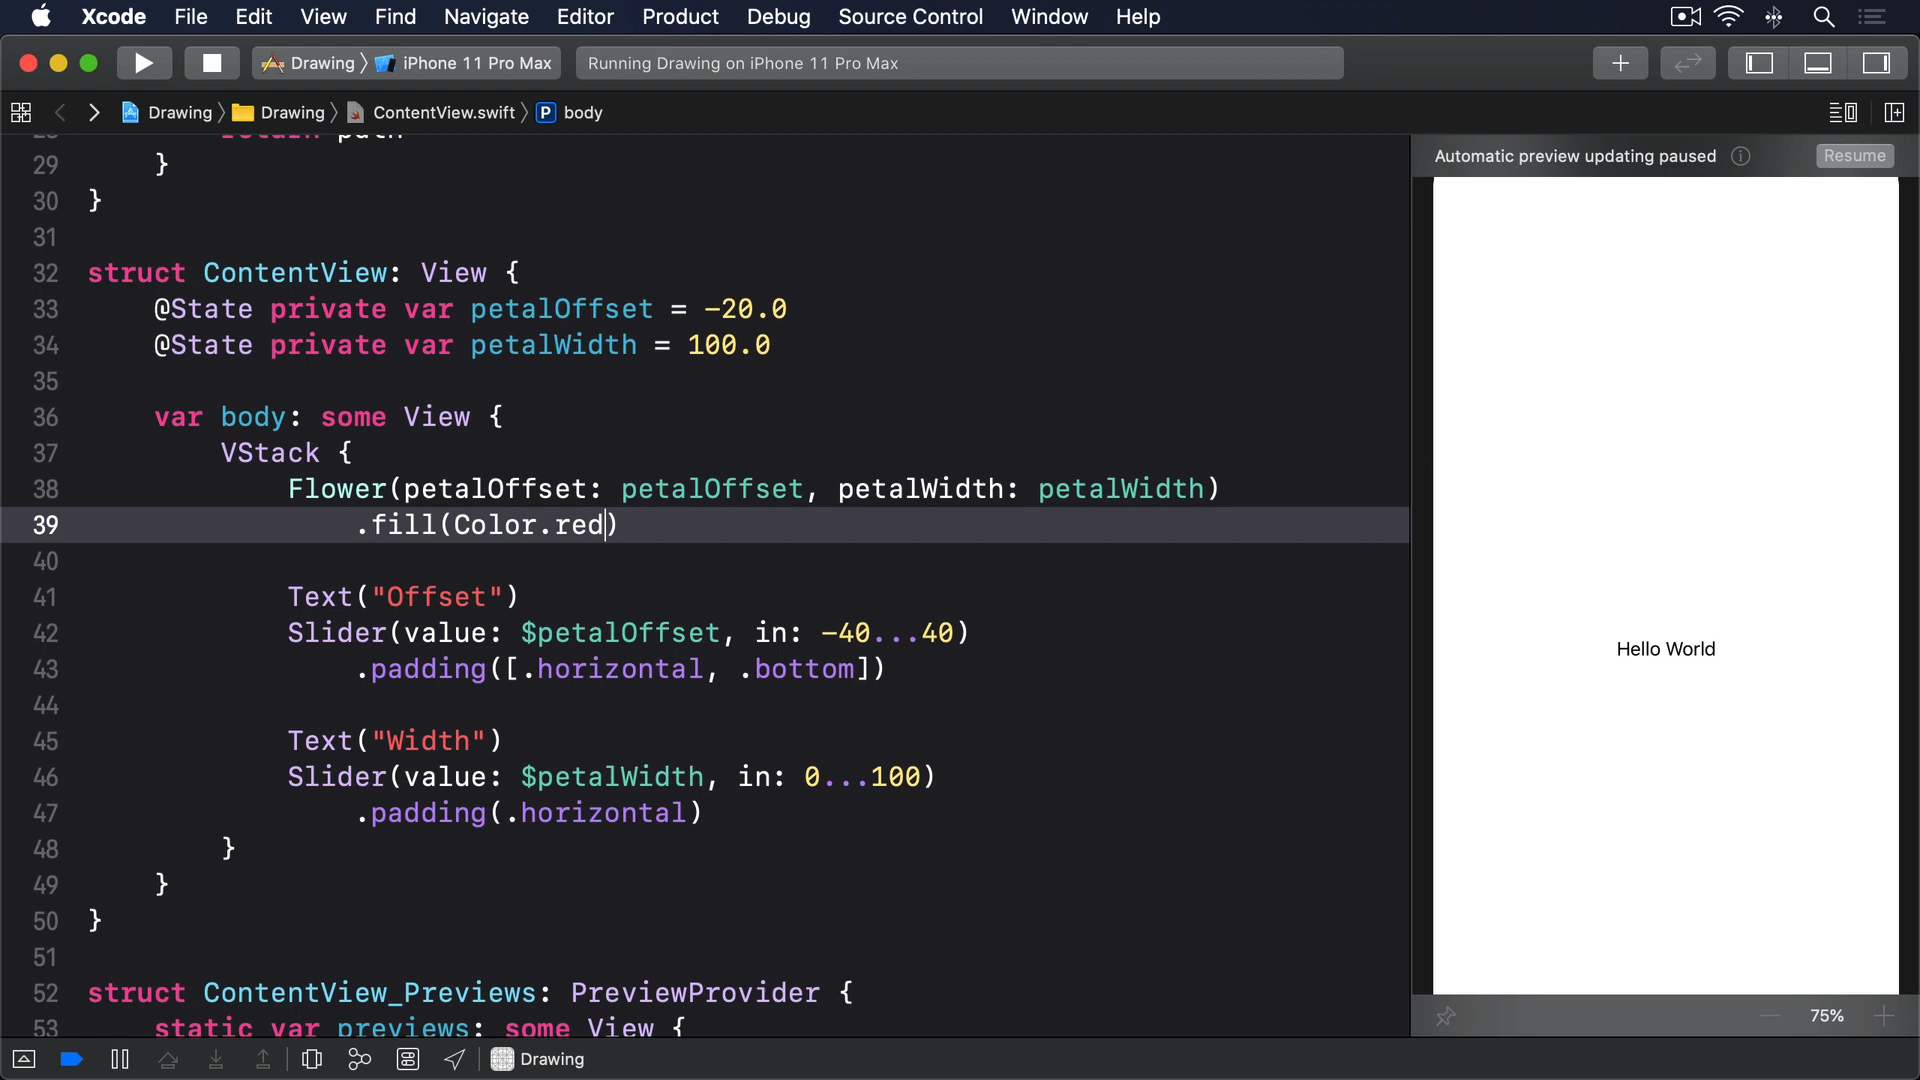 Xcode File Edit View Find Navigate Editor Product Debug Source Control Window Help
Drawing iPhone 11 Pro Max Running Drawing on iPhone 11 Pro Max
Drawing Drawing ContentView.swift P body
Automatic preview updating paused Resume
28 return path
29 }
30 }
31
32 struct ContentView: View {
33 @State private var petalOffset = -20.0
34 @State private var petalWidth = 100.0
35
36 var body: some View {
37 VStack {
38 Flower(petalOffset: petalOffset, petalWidth: petalWidth)
39 .fill(Color.red)
40
41 Text("Offset")
42 Slider(value: $petalOffset, in: -40...40)
43 .padding([.horizontal, .bottom])
44
45 Text("Width")
46 Slider(value: $petalWidth, in: 0...100)
47 .padding(.horizontal)
48 }
49 }
50 }
51
52 struct ContentView_Previews: PreviewProvider {
53 static var previews: some View {
Hello World
75%
Drawing